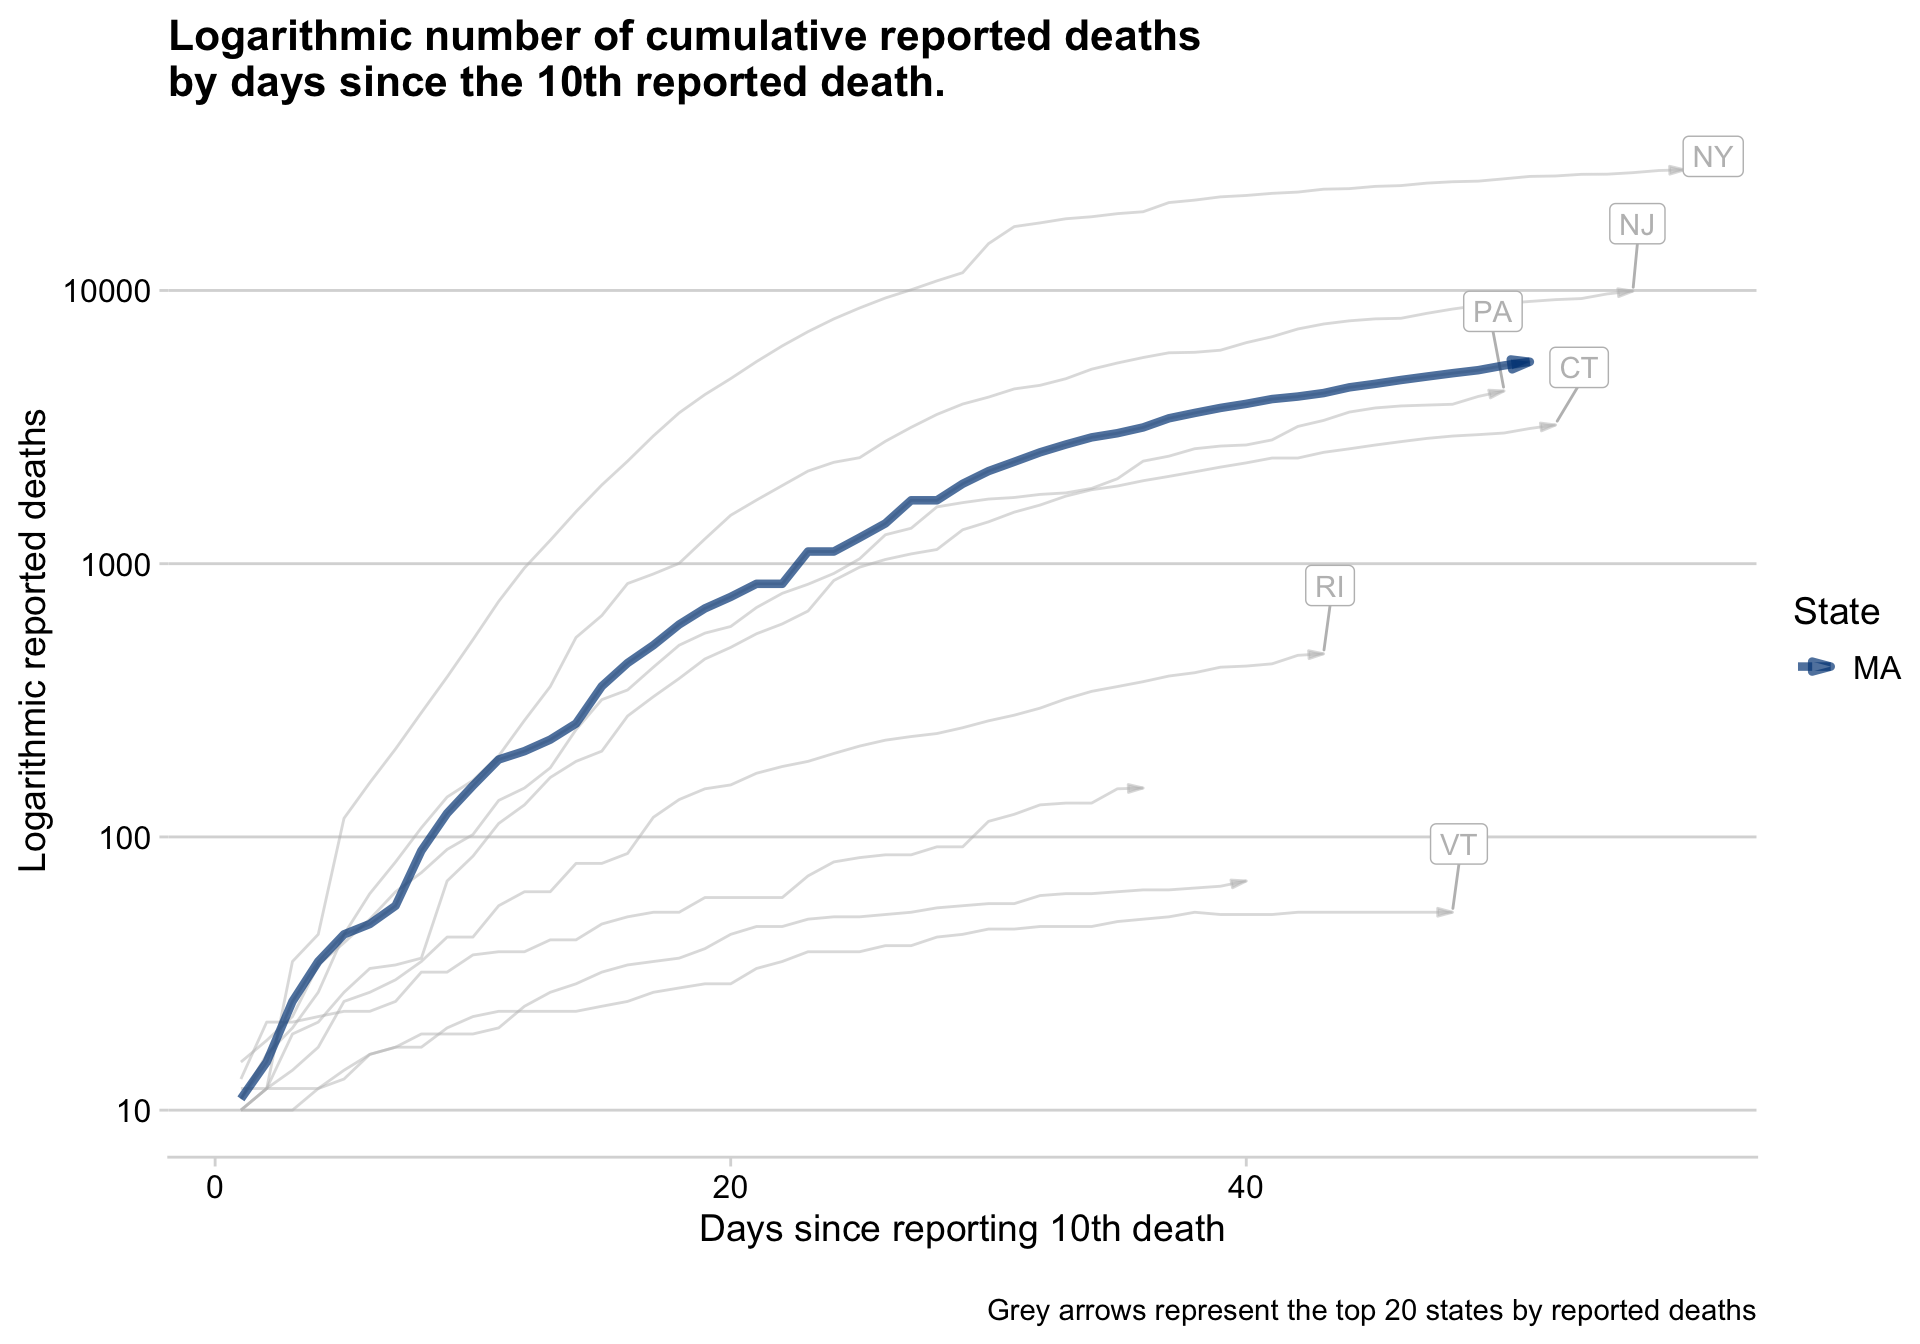 Logarithmic number of cumulative reported deaths
by days since the 10th reported death.
NY
NJ
10000
PA
CT
1000
RI
State
MA
100
VT
10
Logarithmic reported deaths
0 20 40
Days since reporting 10th death
Grey arrows represent the top 20 states by reported deaths